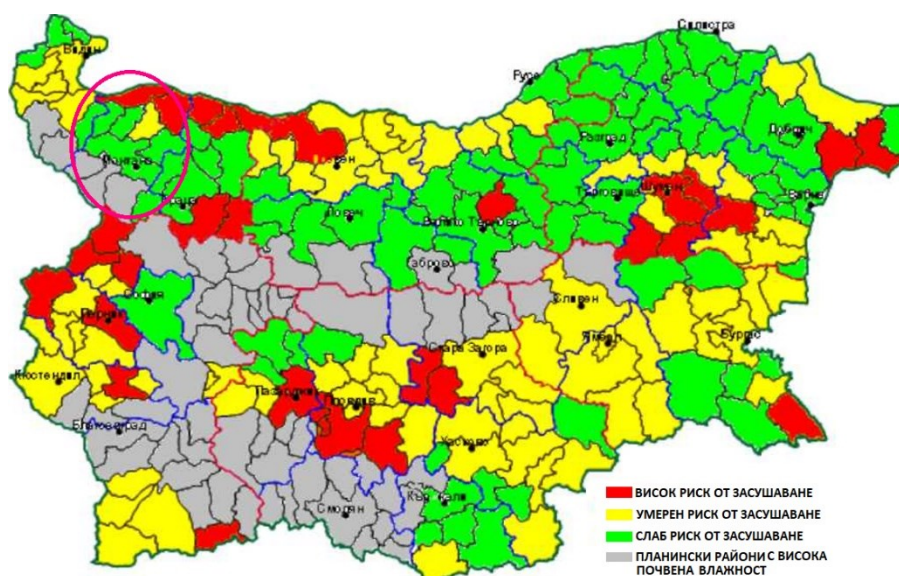 Силистра
Видин
Русе
Разград
Добрич
Монтана
Плевен
Шумен
Търговище
Варна
Враца
Ловеч
Велико Търново
Габрово
София
Сливен
Перник
Ямбол
Бургас
Стара Загора
Кюстендил
Пазарджик
Пловдив
Благоевград
Хасково
Кърджали
Смолян
ВИСОК РИСК ОТ ЗАСУШАВАНЕ
УМЕРЕН РИСК ОТ ЗАСУШАВАНЕ
СЛАБ РИСК ОТ ЗАСУШАВАНЕ
ПЛАНИНСКИ РАЙОНИ С ВИСОКА
ПОЧВЕНА ВЛАЖНОСТ